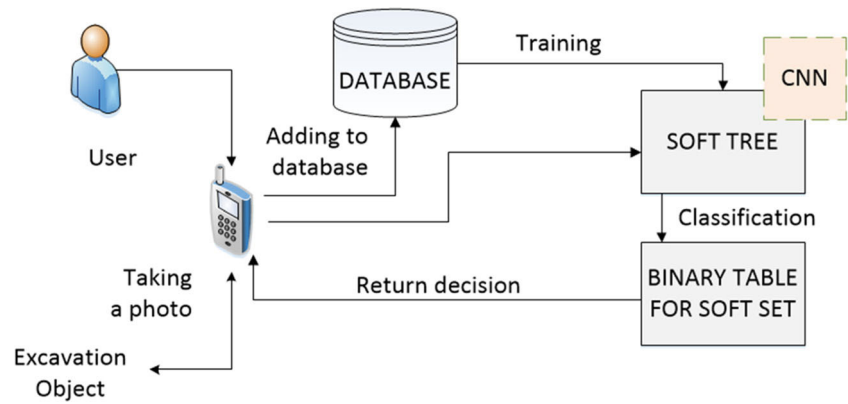 DATABASE
Training
CNN
User
Adding to
database
SOFT TREE
Classification
Taking
a photo
Return decision
BINARY TABLE
FOR SOFT SET
Excavation
Object